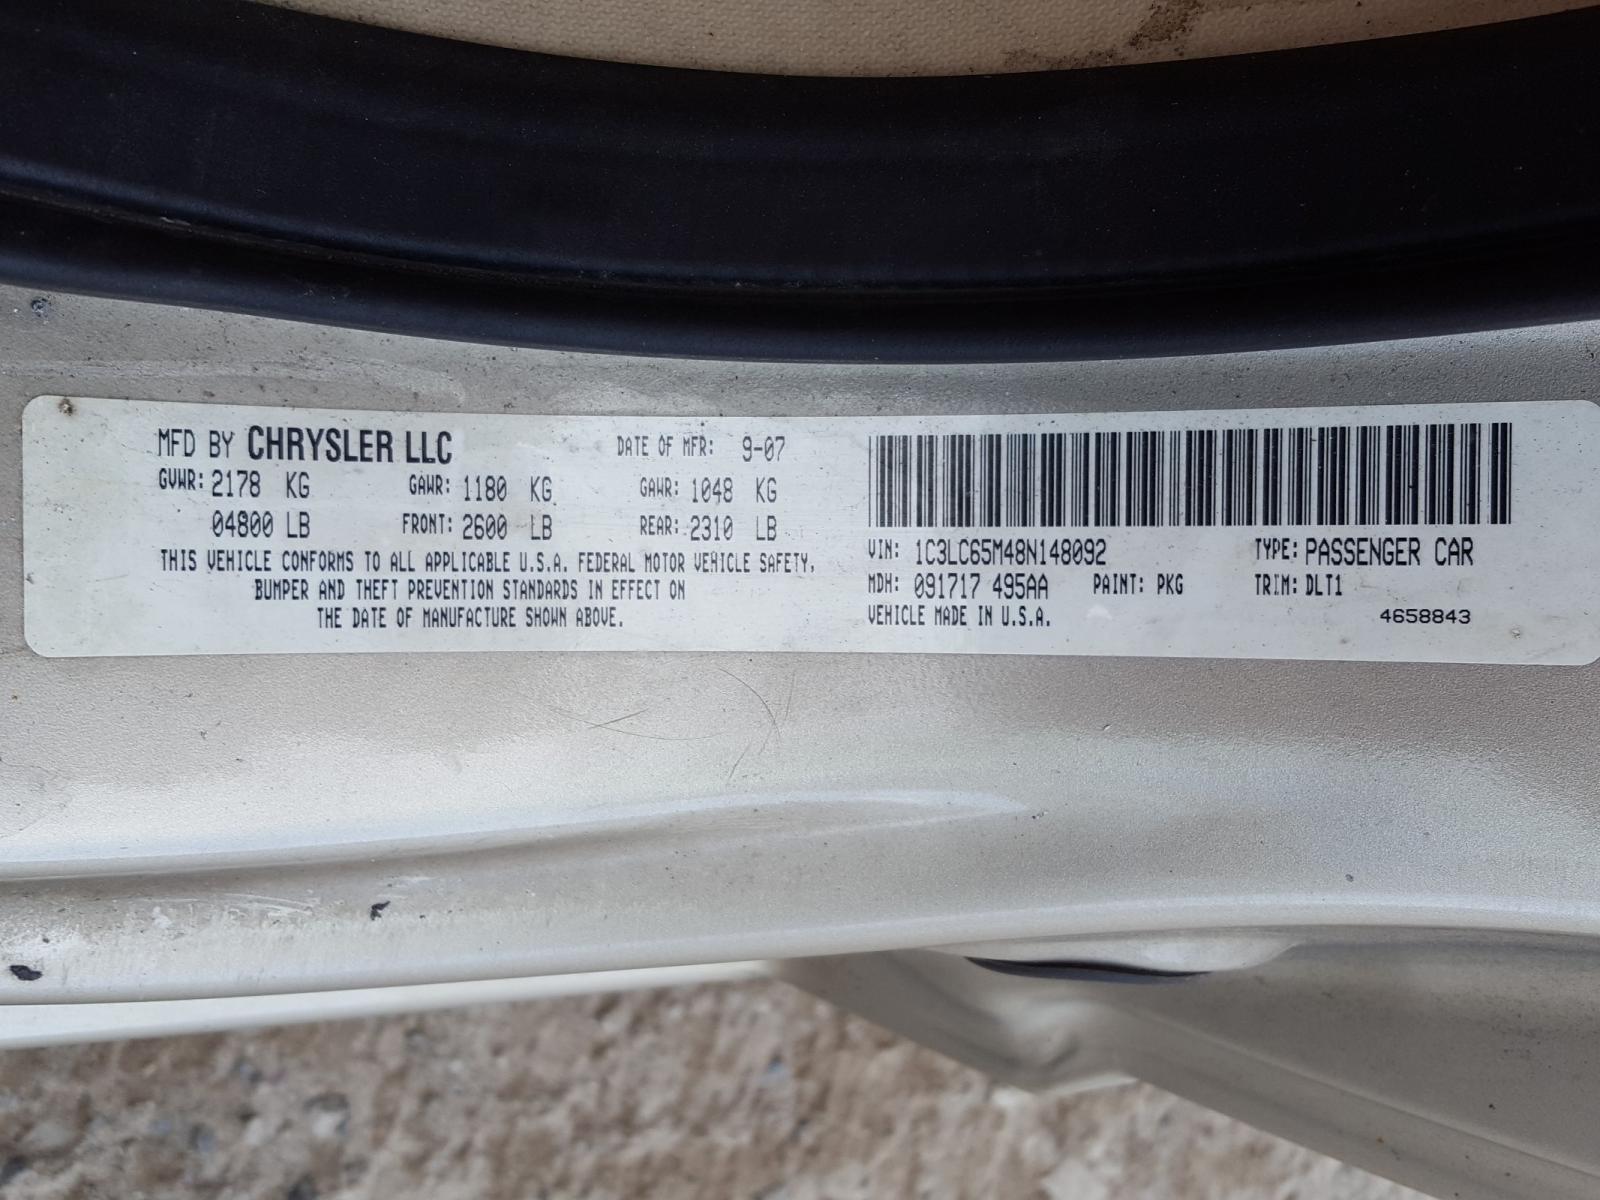 MFD BY CHRYSLER LLC DATE OF MFR: 9-07
GVWR: 2178 KG GAWR: 1180 KG GAWR: 1048 KG
04800 LB FRONT: 2600 LB REAR: 2310 LB
THIS VEHICLE CONFORMS TO ALL APPLICABLE U.S.A. FEDERAL MOTOR VEHICLE SAFETY,
BUMPER AND THEFT PREVENTION STANDARDS IN EFFECT ON
THE DATE OF MANUFACTURE SHOWN ABOVE.
VIN: 1C3LC65M48N148092 TYPE: PASSENGER CAR
MDH: 091717 495AA PAINT: PKG TRIM: DLT1
VEHICLE MADE IN U.S.A. 4658843